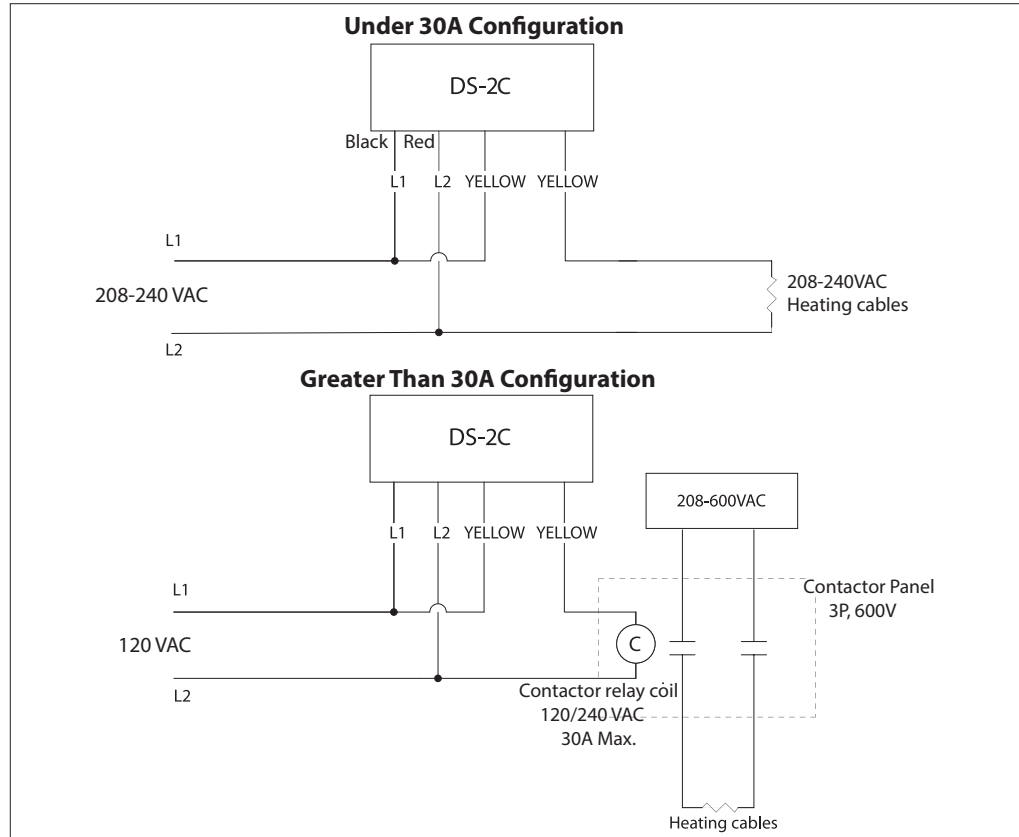 Under 30A Configuration
DS-2C
Black Red
L1 L2 YELLOW YELLOW
L1
208-240 VAC
L2
208-240VAC
Heating cables
Greater Than 30A Configuration
DS-2C
208-600VAC
L1 L2 YELLOW YELLOW
L1
120 VAC
L2
C
Contactor Panel
3P, 600V
Contactor relay coil
120/240 VAC
30A Max.
Heating cables